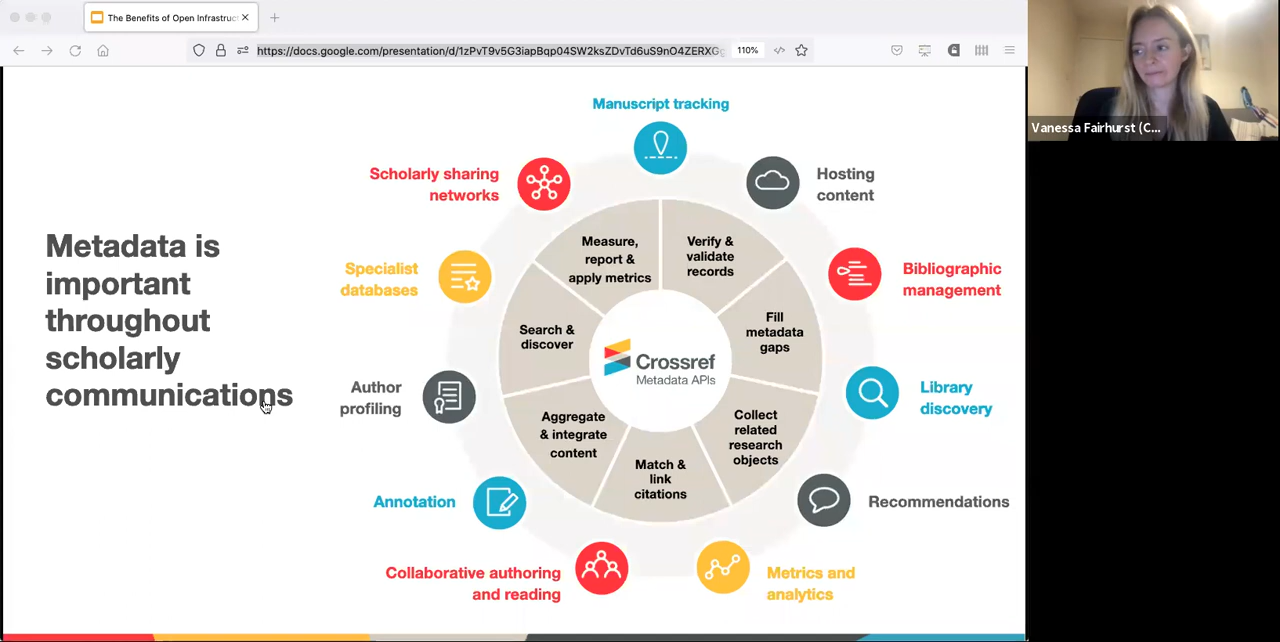 The Benefits of Open Infrastruc
https://docs.google.com/presentation/d/1zPvT9v5G3iapBqp04SW2ksZDvTd6uS9nO4ZERXG
110%
Vanessa Fairhurst (C...
Metadata is
important
throughout
scholarly
communications
Manuscript tracking
Hosting
content
Bibliographic
management
Library
discovery
Recommendations
Metrics and
analytics
Collaborative authoring
and reading
Annotation
Author
profiling
Specialist
databases
Scholarly sharing
networks
Measure,
report &
apply metrics
Verify &
validate
records
Fill
metadata
gaps
Collect
related
research
objects
Match &
link
citations
Aggregate
& integrate
content
Search &
discover
Crossref
Metadata APIs